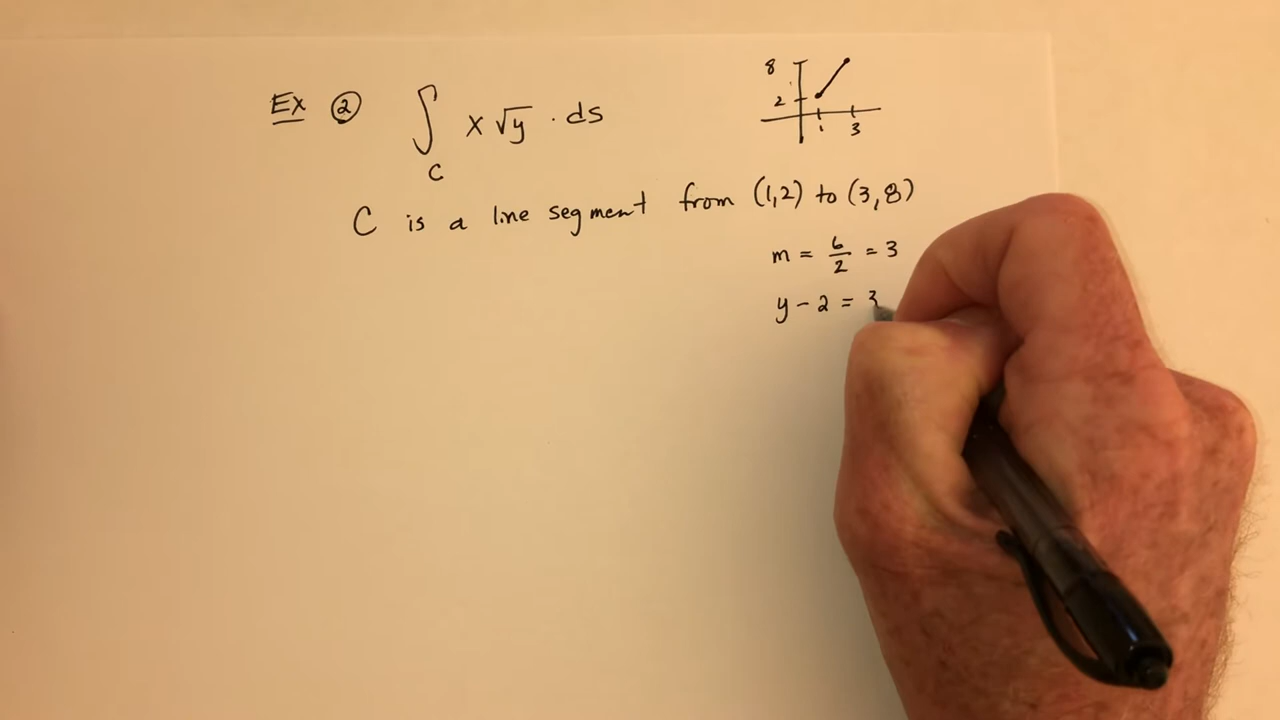 Ex ② ∫ x √y · ds
C
8
2
1 3
C is a line segment from (1,2) to (3,8)
m = 6/2 = 3
y - 2 = 3